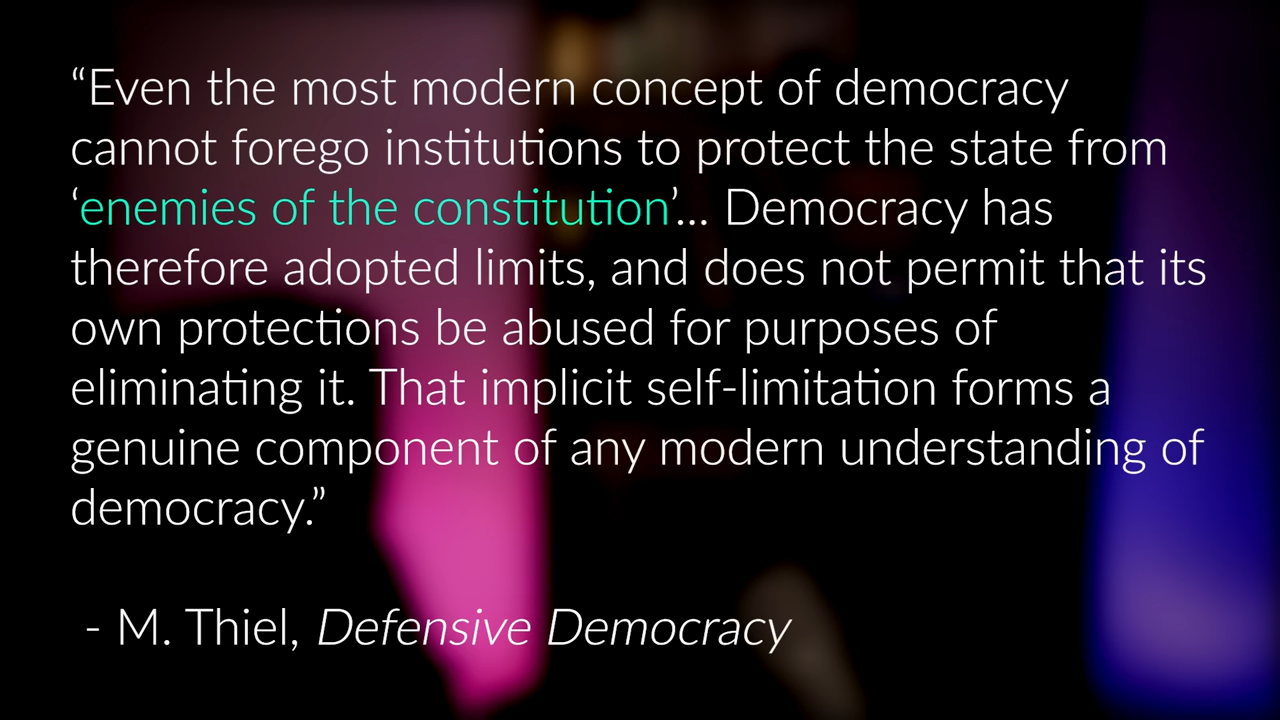 “Even the most modern concept of democracy
cannot forego institutions to protect the state from
‘enemies of the constitution’... Democracy has
therefore adopted limits, and does not permit that its
own protections be abused for purposes of
eliminating it. That implicit self-limitation forms a
genuine component of any modern understanding of
democracy.”
- M. Thiel, Defensive Democracy